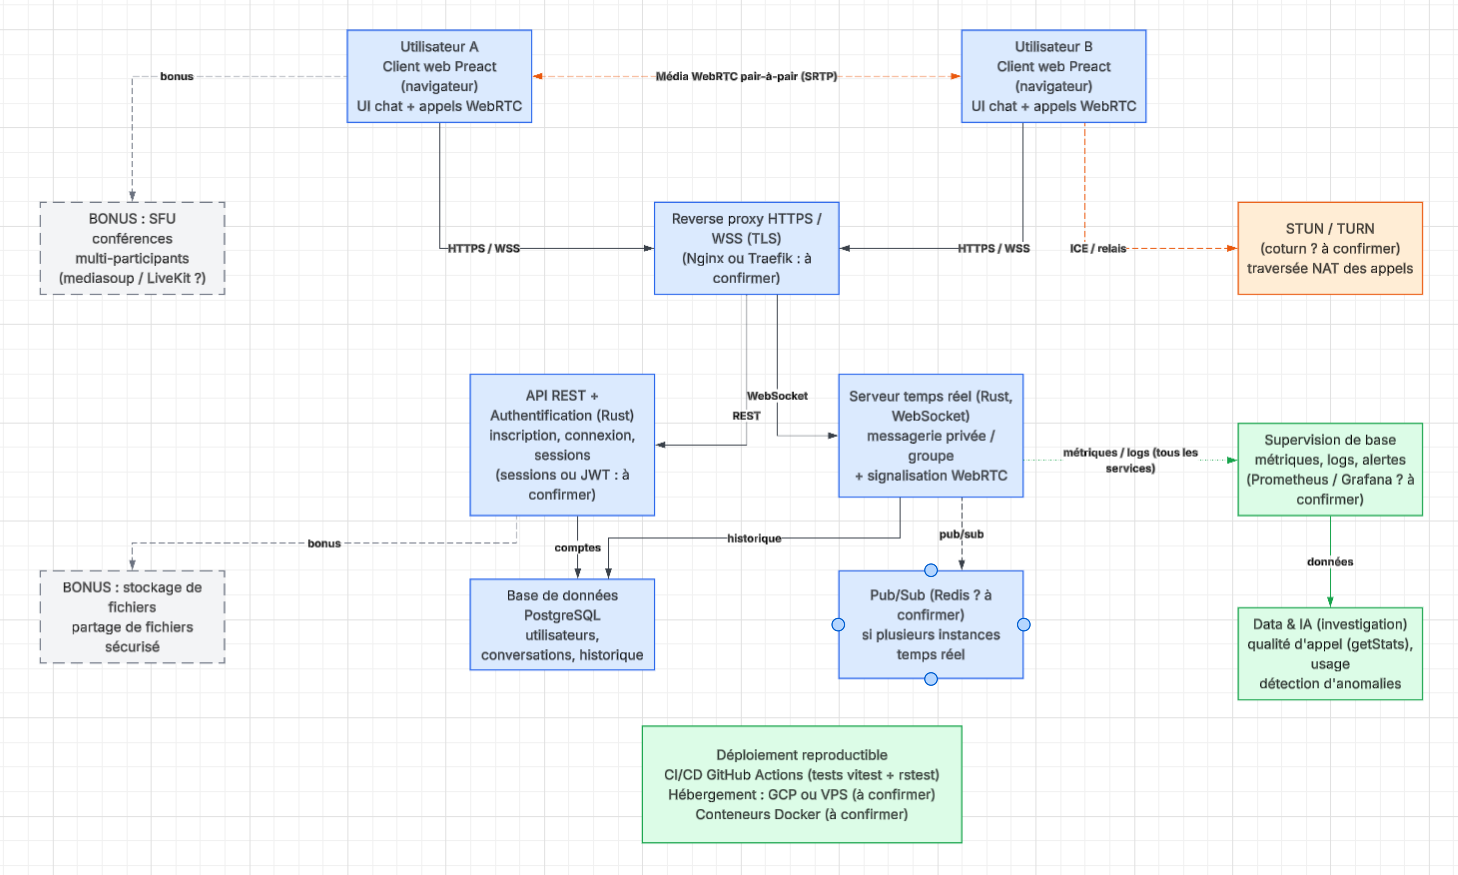 Utilisateur A
Client web Preact
(navigateur)
UI chat + appels WebRTC
Utilisateur B
Client web Preact
(navigateur)
UI chat + appels WebRTC
bonus
Média WebRTC pair-à-pair (SRTP)
BONUS : SFU
conférences
multi-participants
(mediasoup / LiveKit ?)
HTTPS / WSS
Reverse proxy HTTPS /
WSS (TLS)
(Nginx ou Traefik : à
confirmer)
HTTPS / WSS
ICE / relais
STUN / TURN
(coturn ? à confirmer)
traversée NAT des appels
WebSocket
REST
API REST +
Authentification (Rust)
inscription, connexion,
sessions
(sessions ou JWT : à
confirmer)
Serveur temps réel (Rust,
WebSocket)
messagerie privée /
groupe
+ signalisation WebRTC
métriques / logs (tous les
services)
Supervision de base
métriques, logs, alertes
(Prometheus / Grafana ? à
confirmer)
bonus
comptes
historique
pub/sub
données
BONUS : stockage de
fichiers
partage de fichiers
sécurisé
Base de données
PostgreSQL
utilisateurs,
conversations, historique
Pub/Sub (Redis ? à
confirmer)
si plusieurs instances
temps réel
Data & IA (investigation)
qualité d'appel (getStats),
usage
détection d'anomalies
Déploiement reproductible
CI/CD GitHub Actions (tests vitest + rstest)
Hébergement : GCP ou VPS (à confirmer)
Conteneurs Docker (à confirmer)